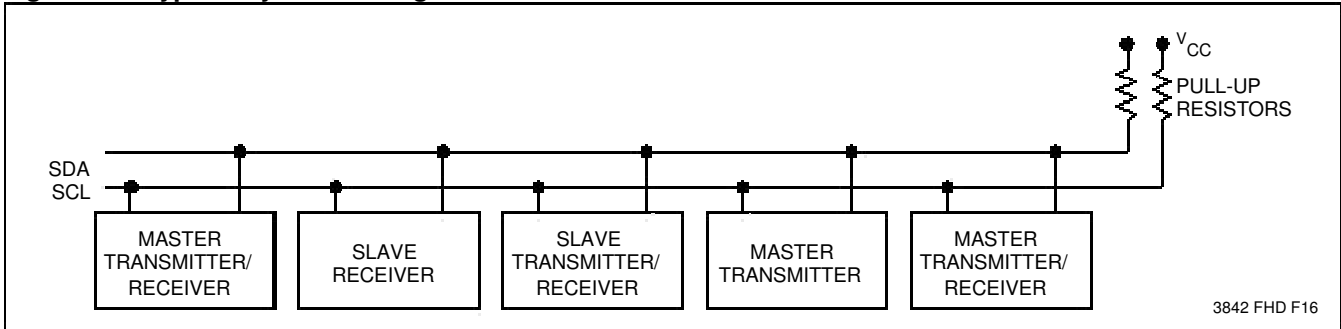 VCC
PULL-UP
RESISTORS
SDA
SCL
MASTER
TRANSMITTER/
RECEIVER
SLAVE
RECEIVER
SLAVE
TRANSMITTER/
RECEIVER
MASTER
TRANSMITTER
MASTER
TRANSMITTER/
RECEIVER
3842 FHD F16